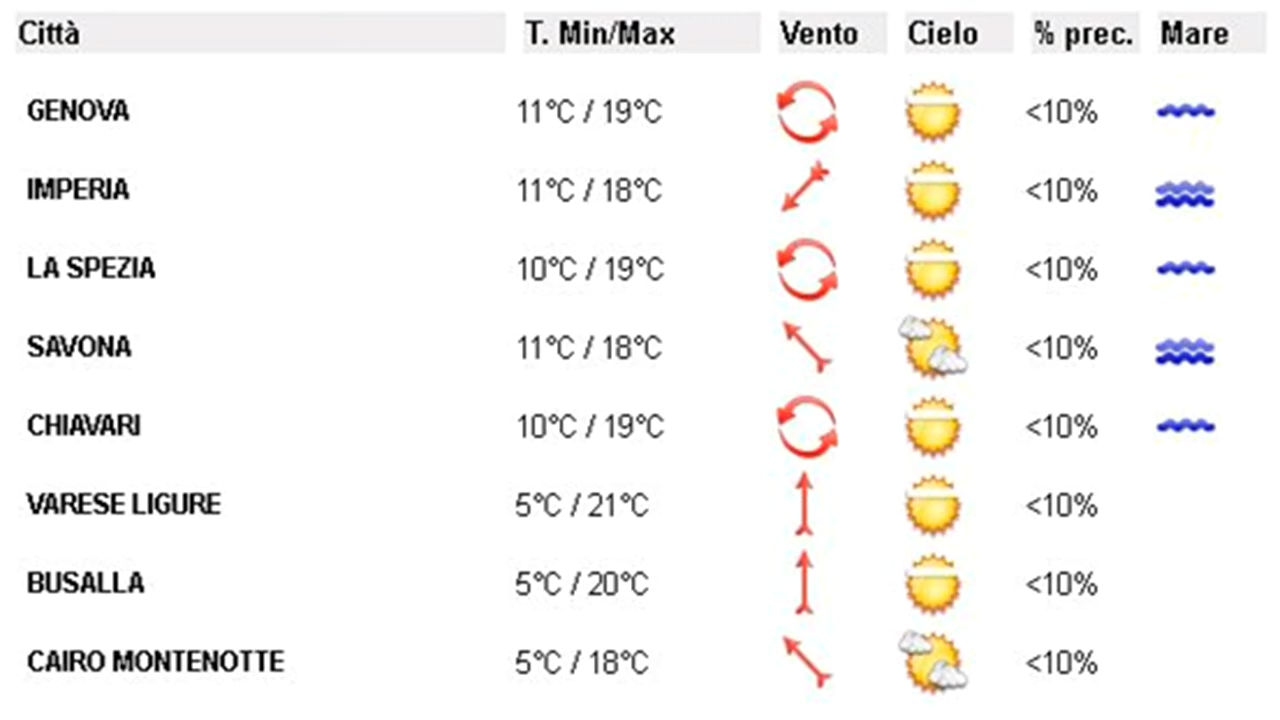 Città T. Min/Max Vento Cielo % prec. Mare
GENOVA 11°C / 19°C <10%
IMPERIA 11°C / 18°C <10%
LA SPEZIA 10°C / 19°C <10%
SAVONA 11°C / 18°C <10%
CHIAVARI 10°C / 19°C <10%
VARESE LIGURE 5°C / 21°C <10%
BUSALLA 5°C / 20°C <10%
CAIRO MONTENOTTE 5°C / 18°C <10%